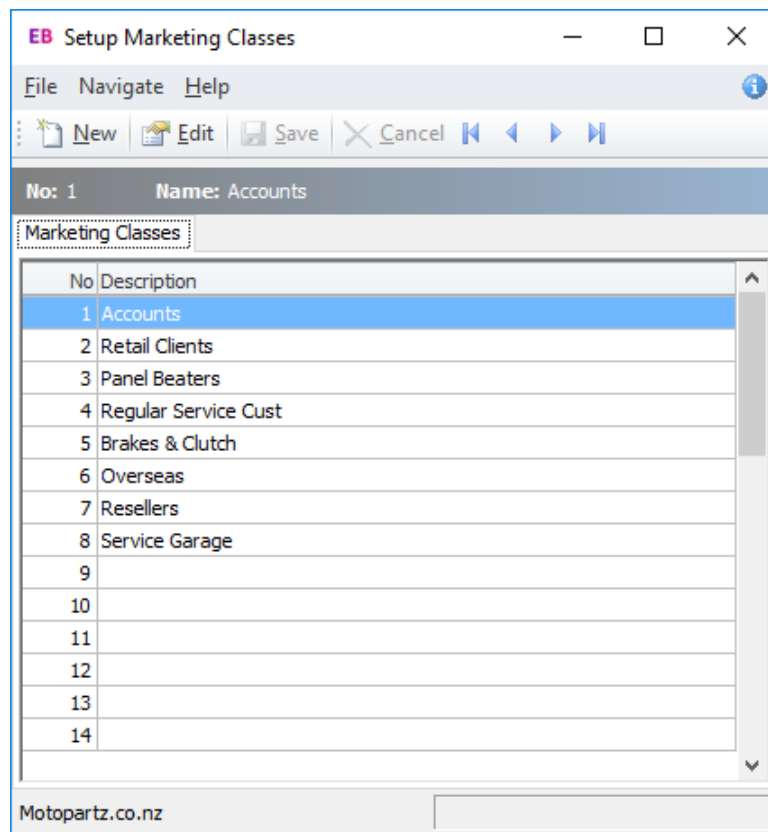 EB Setup Marketing Classes
File Navigate Help
New Edit Save Cancel
No: 1 Name: Accounts
Marketing Classes
No Description
1 Accounts
2 Retail Clients
3 Panel Beaters
4 Regular Service Cust
5 Brakes & Clutch
6 Overseas
7 Resellers
8 Service Garage
9
10
11
12
13
14
Motopartz.co.nz